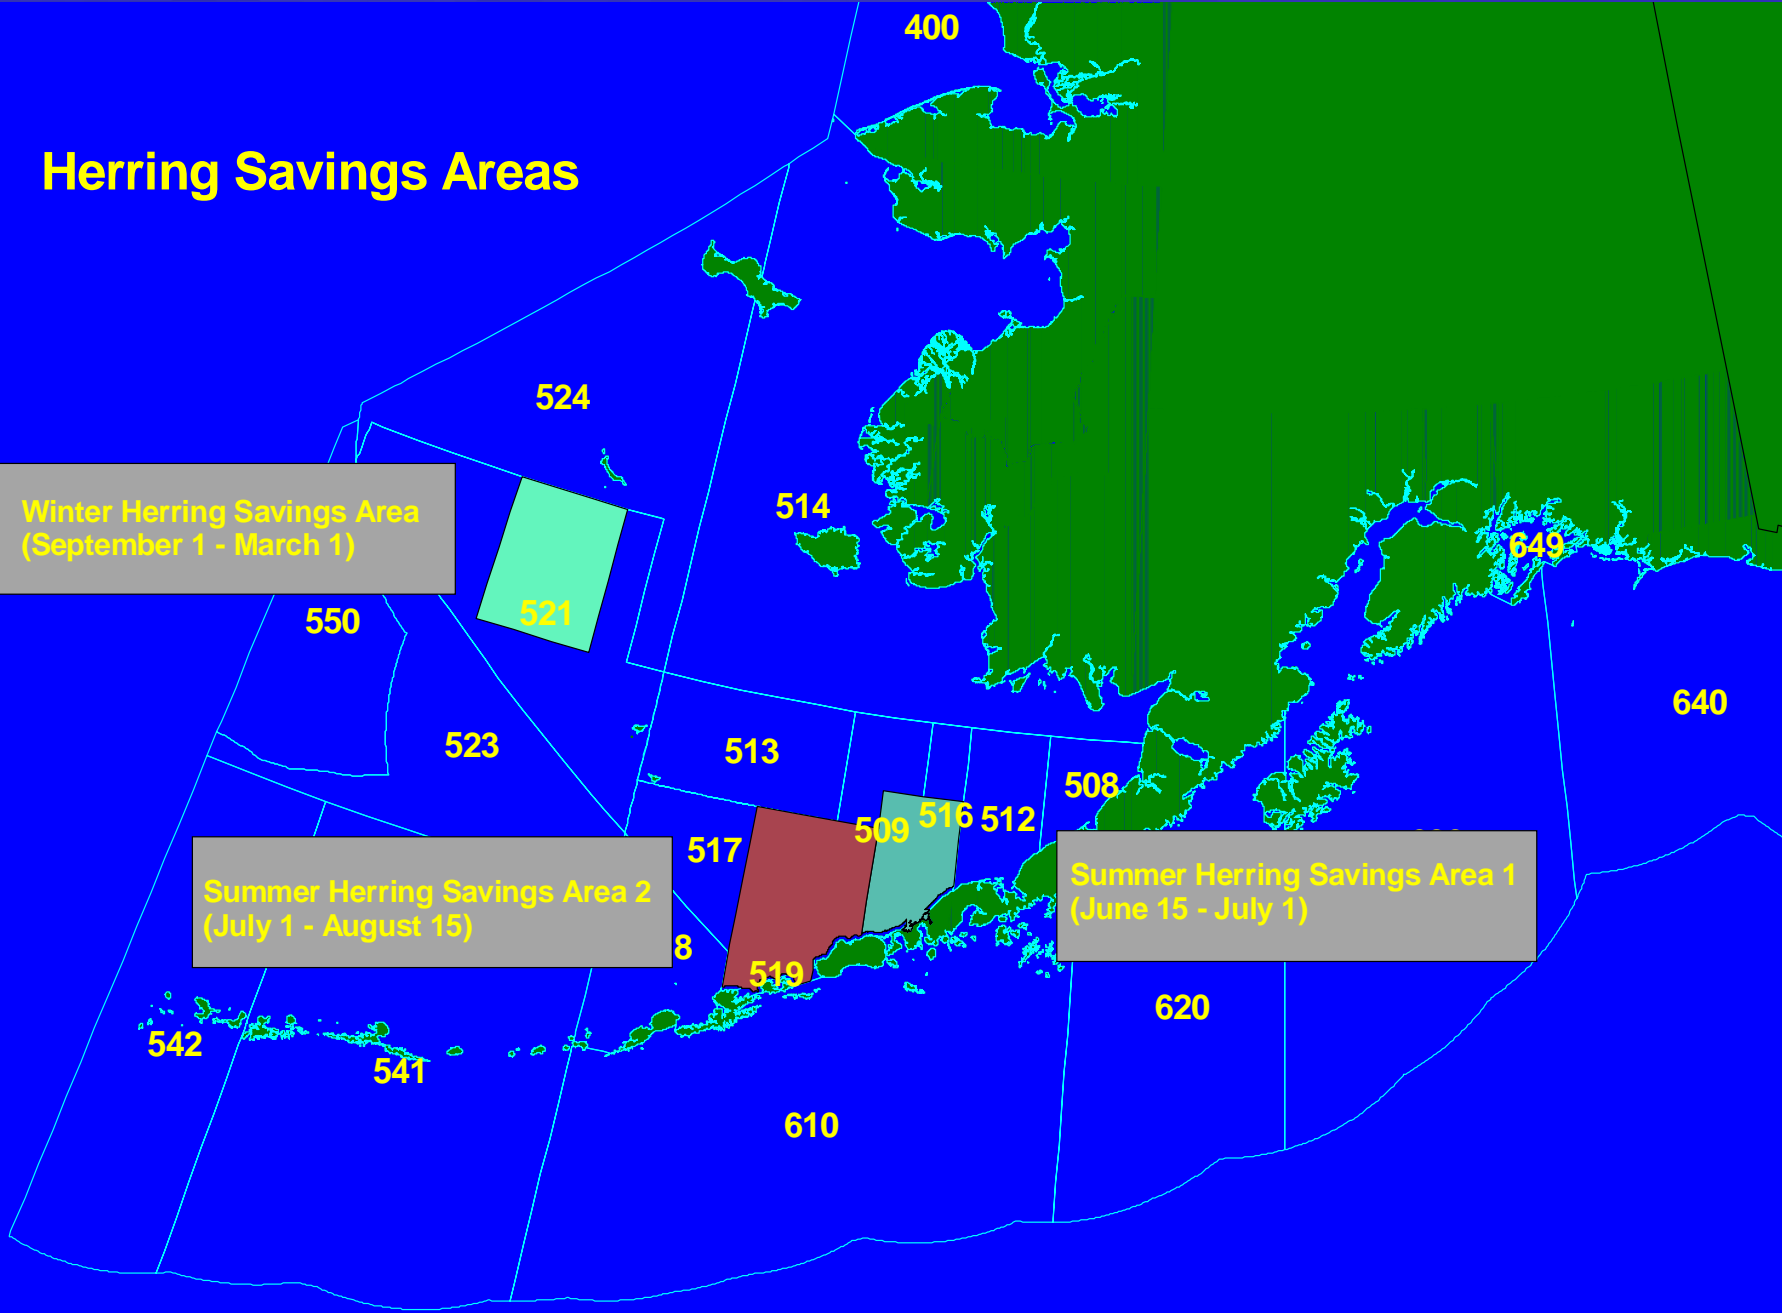 400
Herring Savings Areas
524
Winter Herring Savings Area
(September 1 - March 1)
514
649
521
550
640
523
513
508
516
512
509
517
Summer Herring Savings Area 2
(July 1 - August 15)
Summer Herring Savings Area 1
(June 15 - July 1)
8
519
620
542
541
610